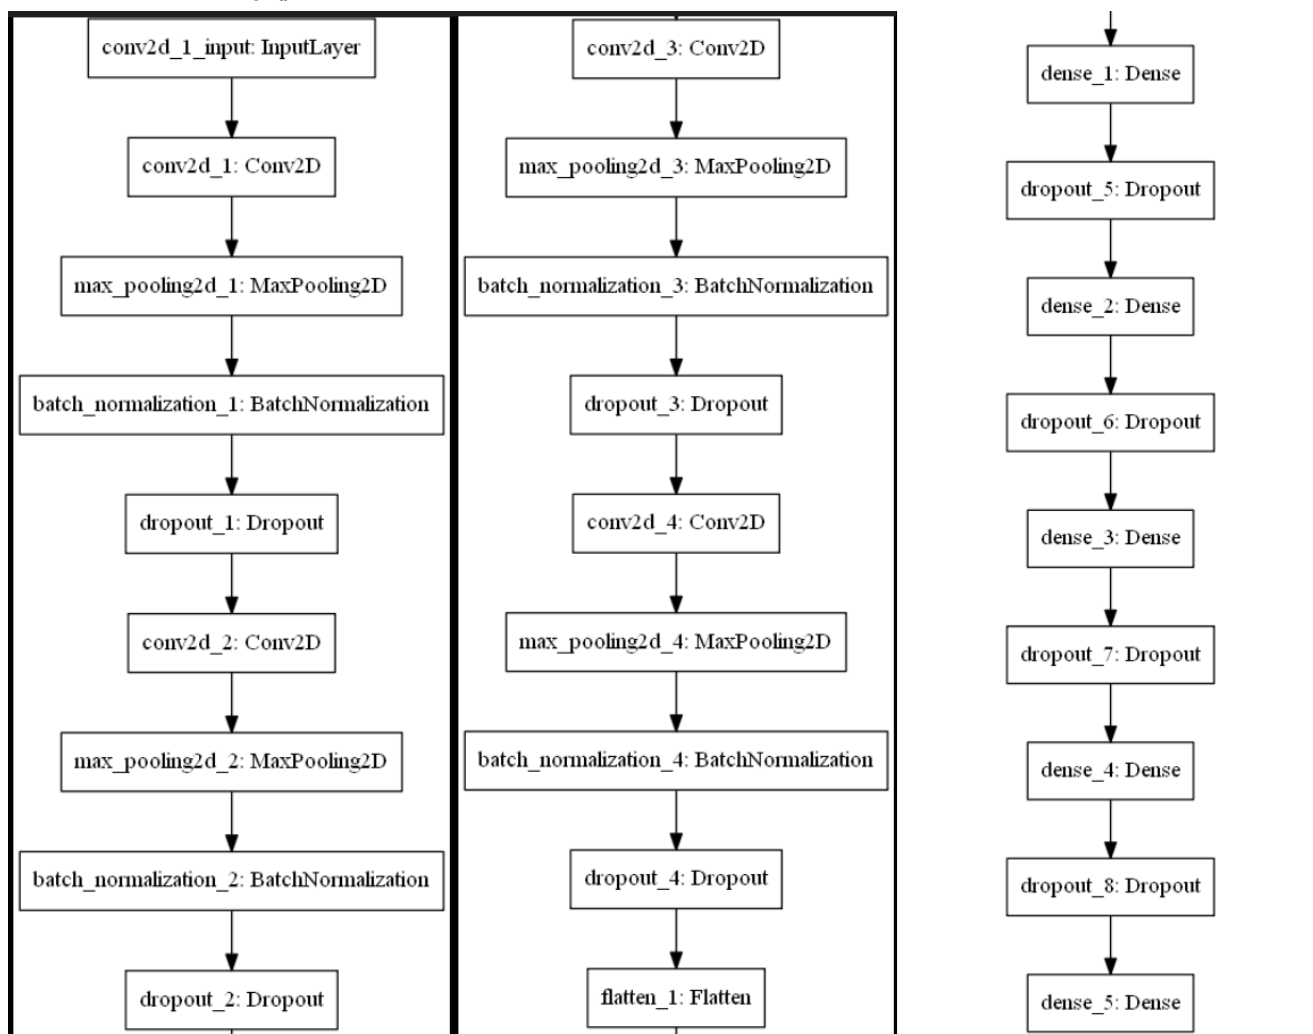 conv2d_1_input: InputLayer
conv2d_1: Conv2D
max_pooling2d_1: MaxPooling2D
batch_normalization_1: BatchNormalization
dropout_1: Dropout
conv2d_2: Conv2D
max_pooling2d_2: MaxPooling2D
batch_normalization_2: BatchNormalization
dropout_2: Dropout
conv2d_3: Conv2D
max_pooling2d_3: MaxPooling2D
batch_normalization_3: BatchNormalization
dropout_3: Dropout
conv2d_4: Conv2D
max_pooling2d_4: MaxPooling2D
batch_normalization_4: BatchNormalization
dropout_4: Dropout
flatten_1: Flatten
dense_1: Dense
dropout_5: Dropout
dense_2: Dense
dropout_6: Dropout
dense_3: Dense
dropout_7: Dropout
dense_4: Dense
dropout_8: Dropout
dense_5: Dense